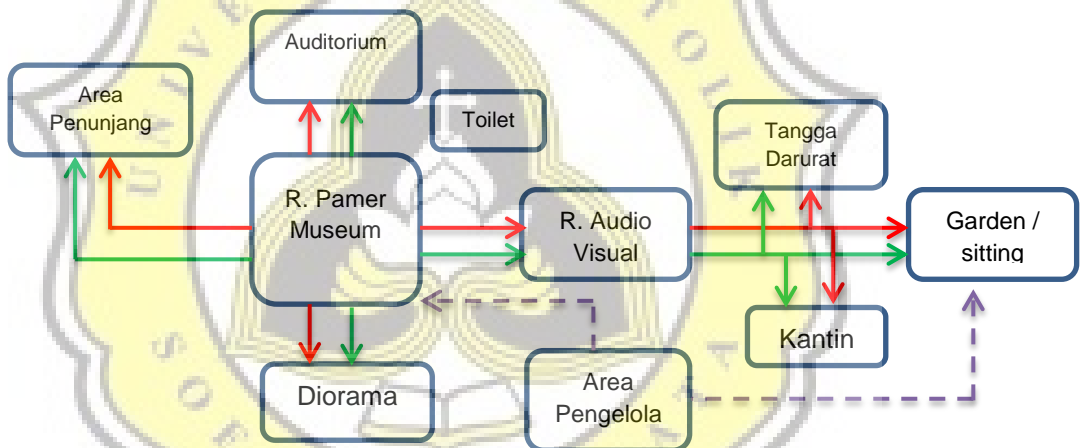 Auditorium
Area
Penunjang
Toilet
Tangga
Darurat
R. Pamer
Museum
R. Audio
Visual
Garden /
sitting
Kantin
Diorama
Area
Pengelola